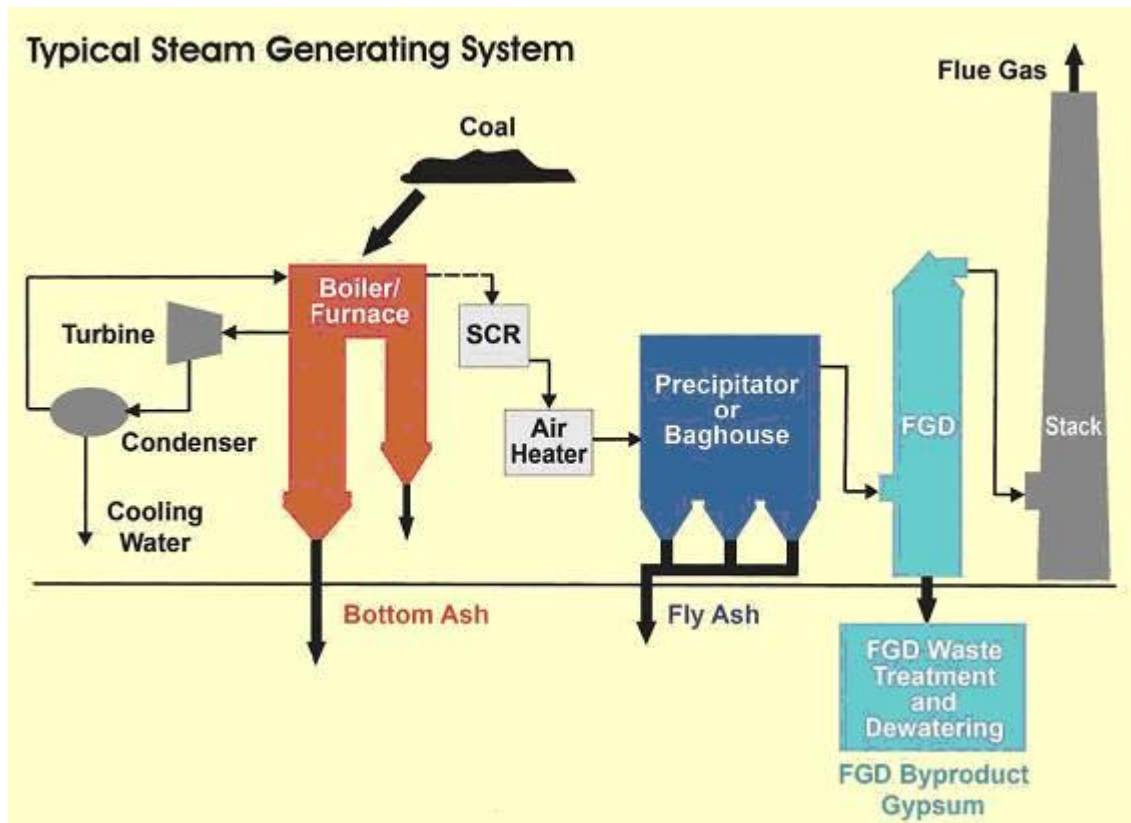 Typical Steam Generating System
Flue Gas
Coal
Boiler/
Furnace
Turbine
SCR
Condenser
Air
Heater
Precipitator
or
Baghouse
FGD
Stack
Cooling
Water
Bottom Ash
Fly Ash
FGD Waste
Treatment
and
Dewatering
FGD Byproduct
Gypsum